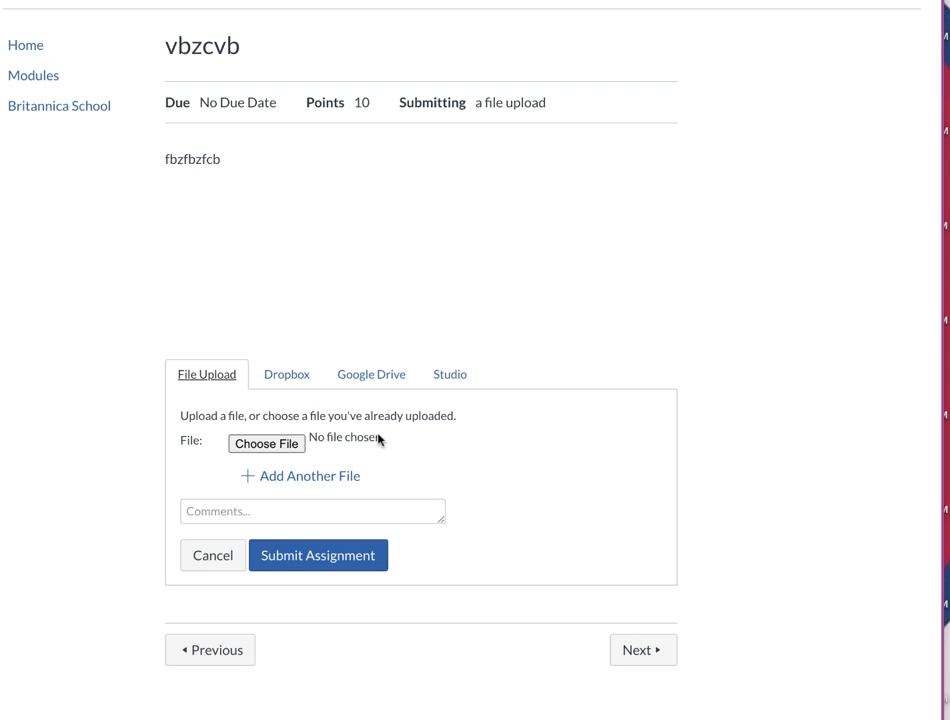 Home
Modules
Britannica School
vbzcvb
Due No Due Date Points 10 Submitting a file upload
fbzfbzfcb
File Upload Dropbox Google Drive Studio
Upload a file, or choose a file you've already uploaded.
File: Choose File No file chosen
Add Another File
Comments...
Cancel Submit Assignment
Previous Next